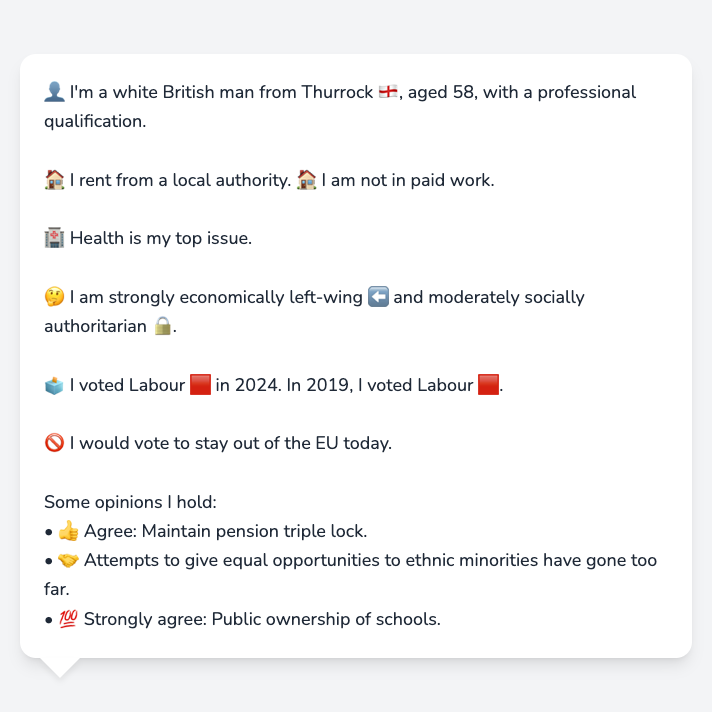 👤 I'm a white British man from Thurrock 🏴󠁧󠁢󠁥󠁮󠁧󠁿, aged 58, with a professional
qualification.
🏠 I rent from a local authority. 🏠 I am not in paid work.
🏥 Health is my top issue.
🤔 I am strongly economically left-wing ⬅️ and moderately socially
authoritarian 🔒.
🗳️ I voted Labour 🟥 in 2024. In 2019, I voted Labour 🟥.
🚫 I would vote to stay out of the EU today.
Some opinions I hold:
• 👍 Agree: Maintain pension triple lock.
• 🤝 Attempts to give equal opportunities to ethnic minorities have gone too
far.
• 💯 Strongly agree: Public ownership of schools.